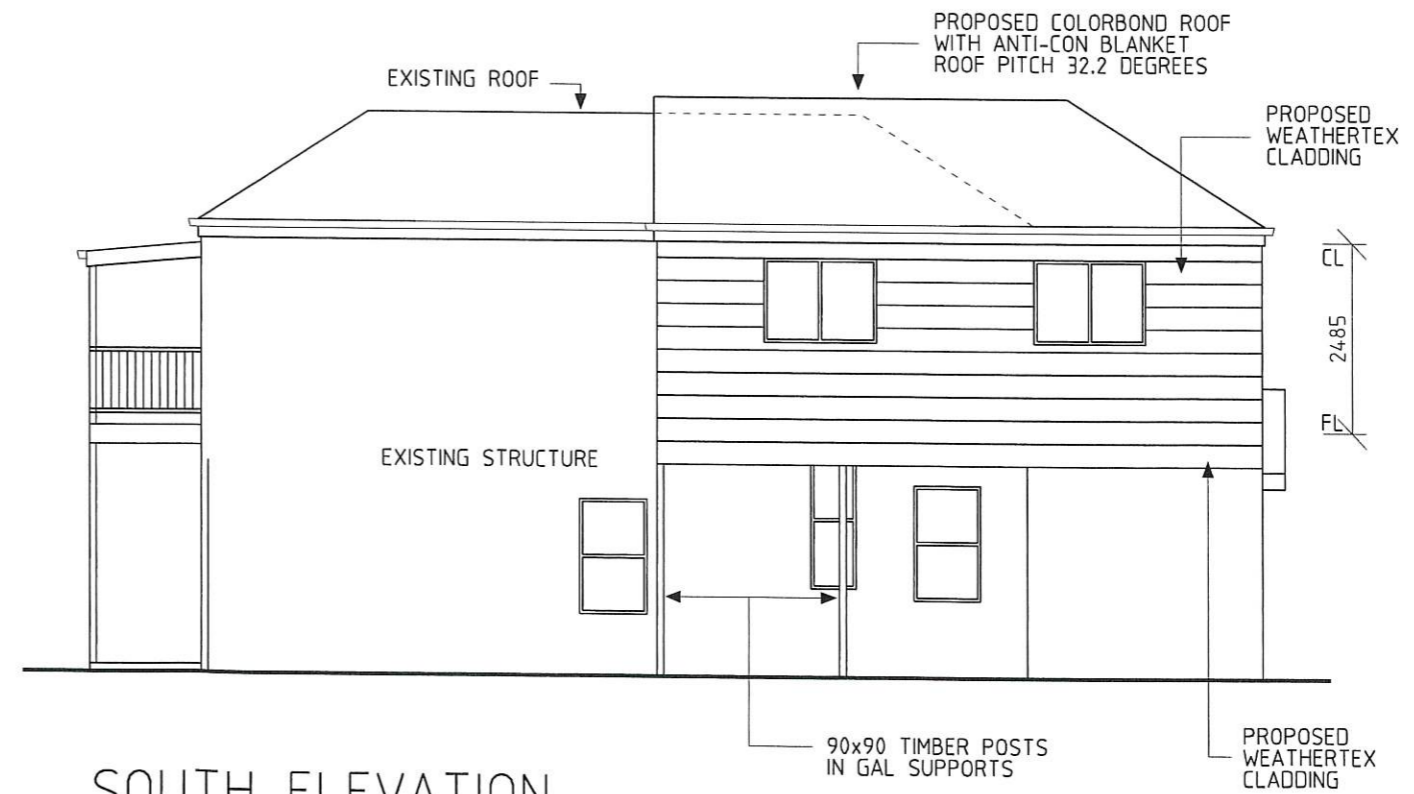 PROPOSED COLORBOND ROOF
WITH ANTI-CON BLANKET
ROOF PITCH 32.2 DEGREES
EXISTING ROOF
PROPOSED
WEATHERTEX
CLADDING
CL
2485
FL
EXISTING STRUCTURE
90x90 TIMBER POSTS
IN GAL SUPPORTS
PROPOSED
WEATHERTEX
CLADDING
SOUTH ELEVATION